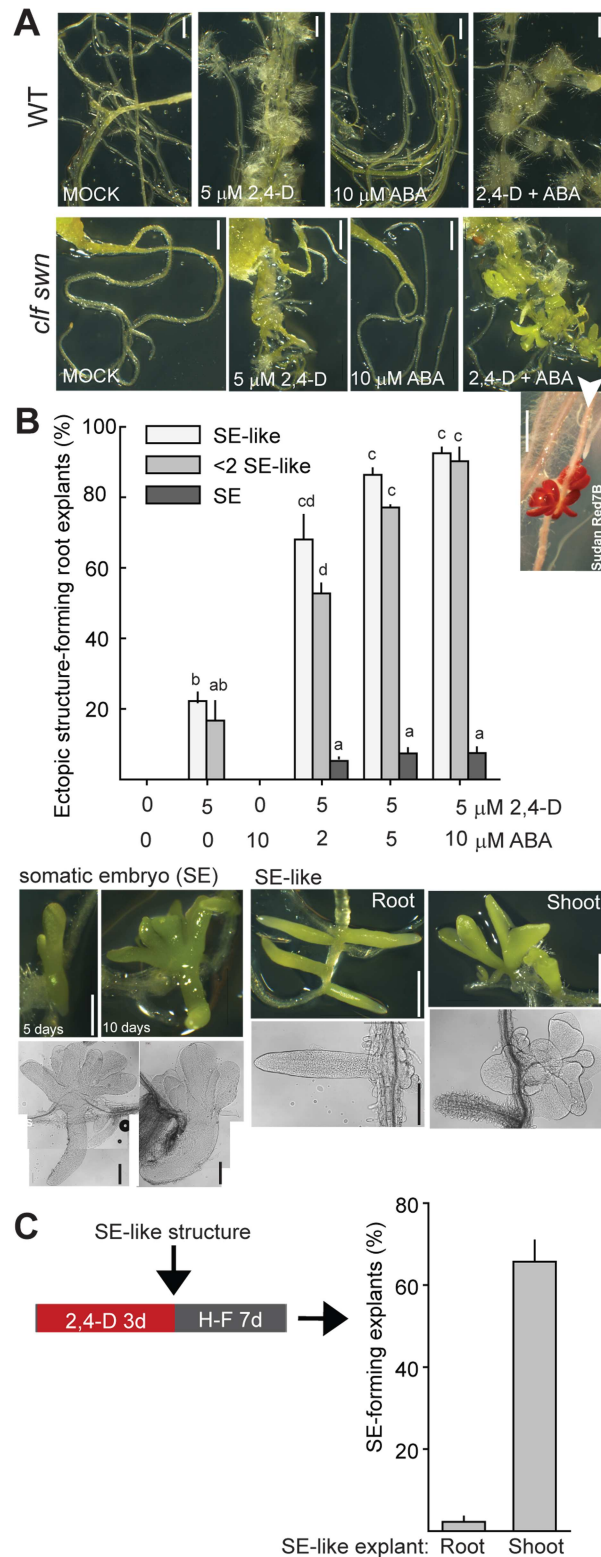 A
WT
MOCK
5 μM 2,4-D
10 μM ABA
2,4-D + ABA
clf swn
MOCK
5 μM 2,4-D
10 μM ABA
2,4-D + ABA
Sudan Red7B
B
Ectopic structure-forming root explants (%)
100
80
60
40
20
SE-like
<2 SE-like
SE
b
ab
cd
d
a
c
c
a
c
c
a
0 5 0 5 5 5 μM 2,4-D
0 0 10 2 5 10 μM ABA
somatic embryo (SE)
5 days
10 days
SE-like
Root
Shoot
C
SE-like structure
2,4-D 3d
H-F 7d
SE-forming explants (%)
80
60
40
20
SE-like explant: Root Shoot